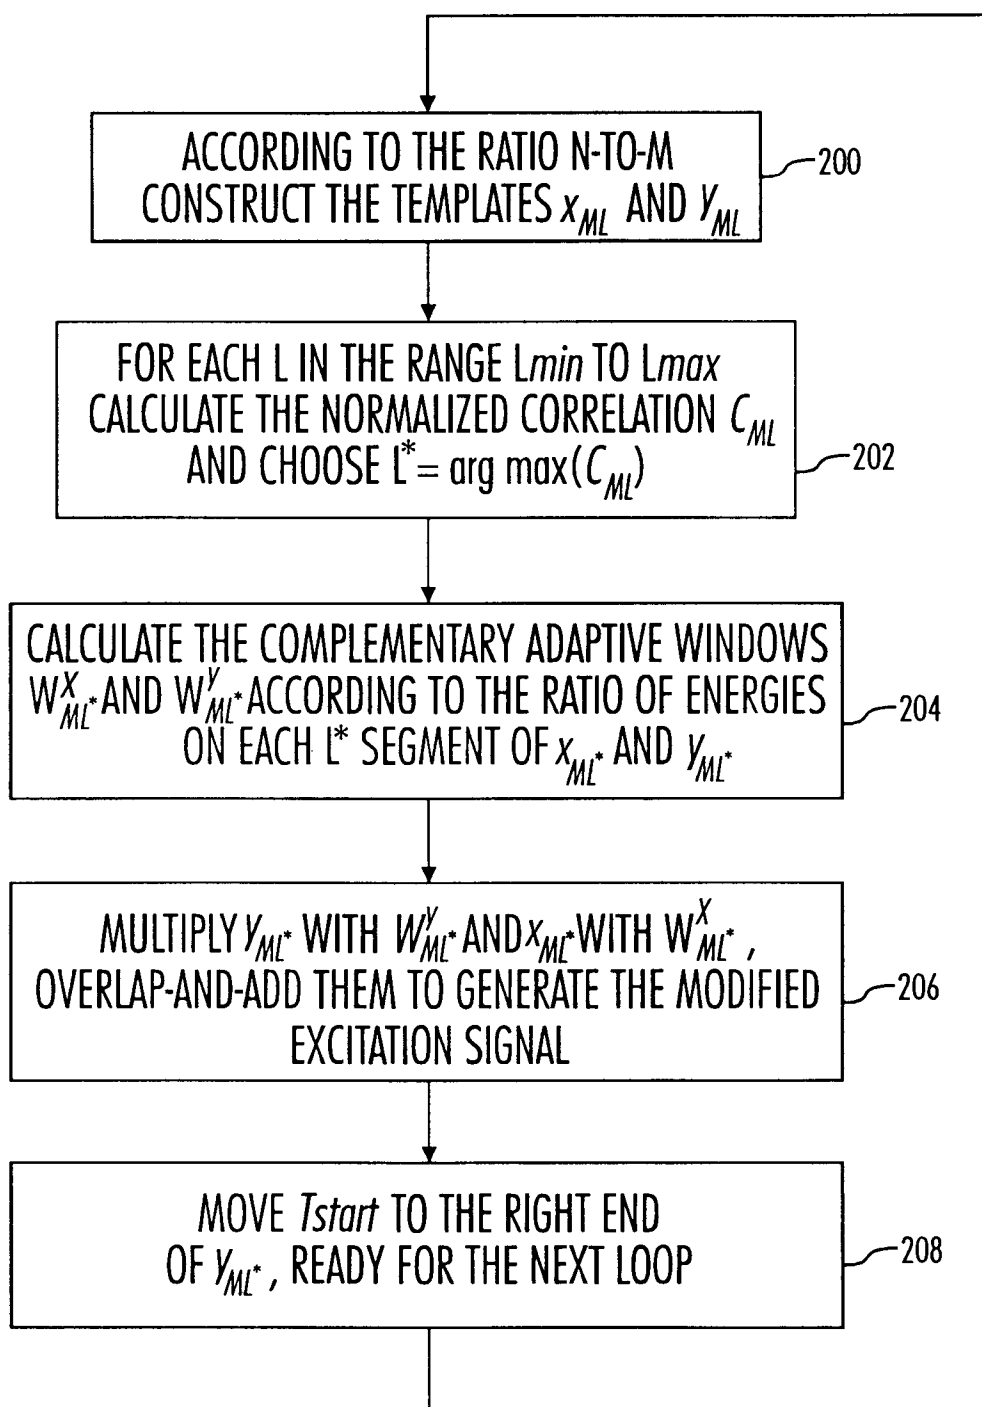 ACCORDING TO THE RATIO N-TO-M
CONSTRUCT THE TEMPLATES x_ML AND y_ML
200
FOR EACH L IN THE RANGE Lmin TO Lmax
CALCULATE THE NORMALIZED CORRELATION C_ML
AND CHOOSE L* = arg max(C_ML)
202
CALCULATE THE COMPLEMENTARY ADAPTIVE WINDOWS
W^x_ML* AND W^y_ML* ACCORDING TO THE RATIO OF ENERGIES
ON EACH L* SEGMENT OF x_ML* AND y_ML*
204
MULTIPLY y_ML* WITH W^y_ML* AND x_ML* WITH W^x_ML*,
OVERLAP-AND-ADD THEM TO GENERATE THE MODIFIED
EXCITATION SIGNAL
206
MOVE Tstart TO THE RIGHT END
OF y_ML*, READY FOR THE NEXT LOOP
208